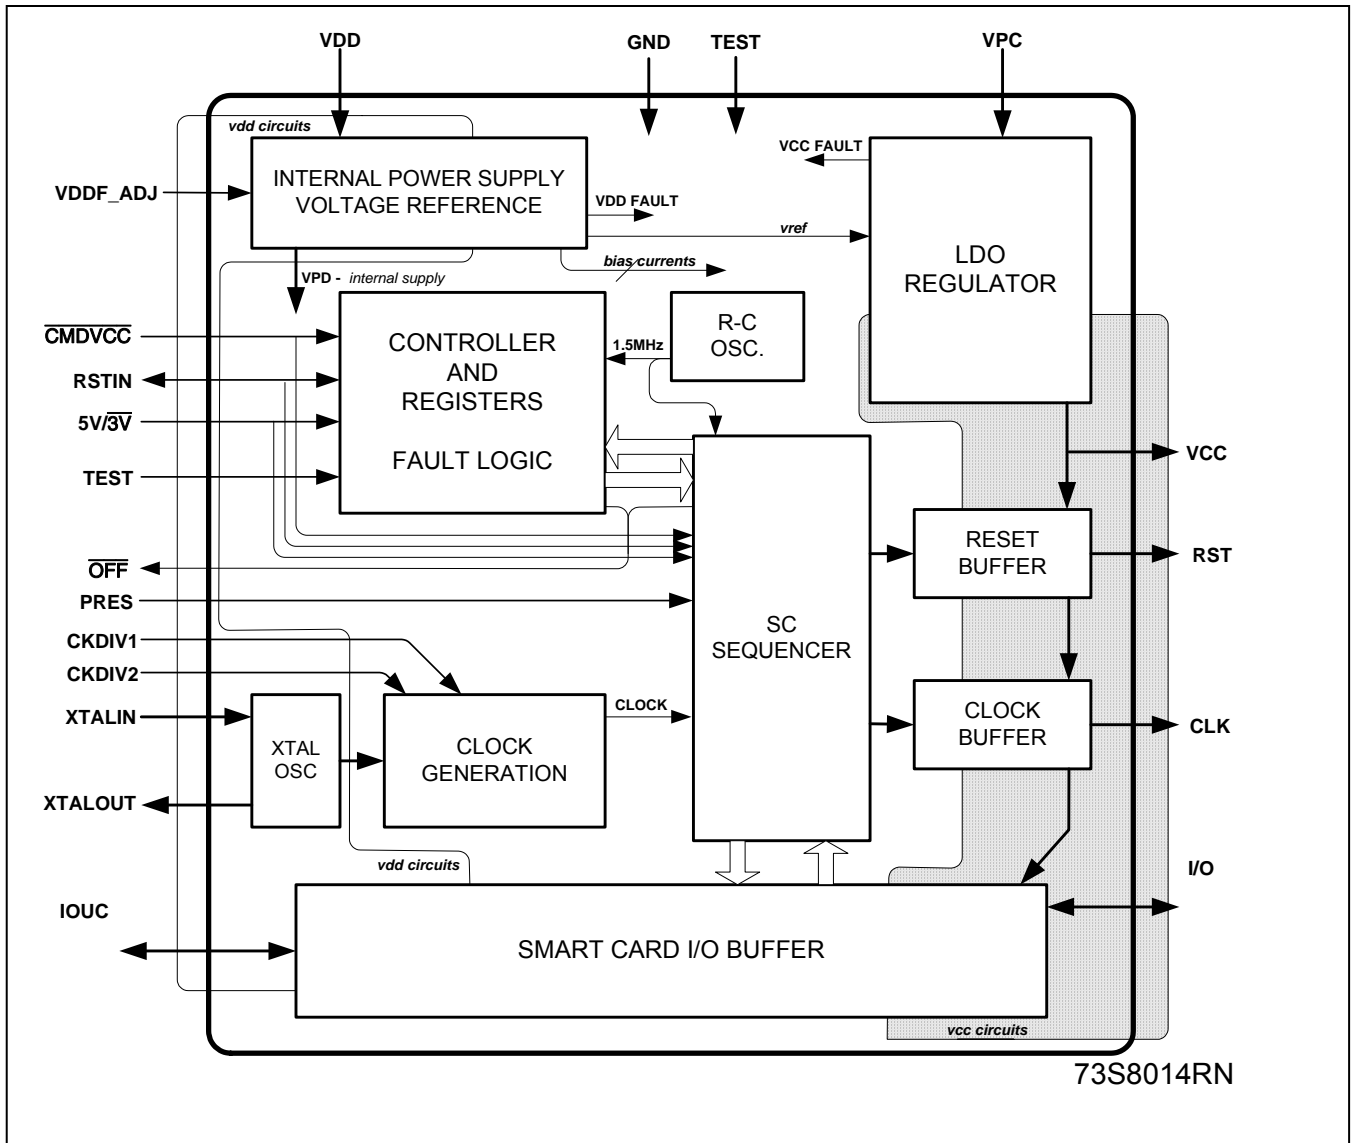 VDD
GND
TEST
VPC
vdd circuits
VCC FAULT
INTERNAL POWER SUPPLY
VOLTAGE REFERENCE
VDDF_ADJ
VDD FAULT
vref
LDO
REGULATOR
bias currents
VPD - internal supply
CMDVCC
RSTIN
5V/3V
TEST
CONTROLLER
AND
REGISTERS
FAULT LOGIC
1.5MHz
R-C
OSC.
VCC
RESET
BUFFER
RST
OFF
PRES
SC
SEQUENCER
CKDIV1
CKDIV2
XTALIN
XTALOUT
XTAL
OSC
CLOCK
GENERATION
CLOCK
CLOCK
BUFFER
CLK
vdd circuits
I/O
IOUC
SMART CARD I/O BUFFER
vcc circuits
73S8014RN